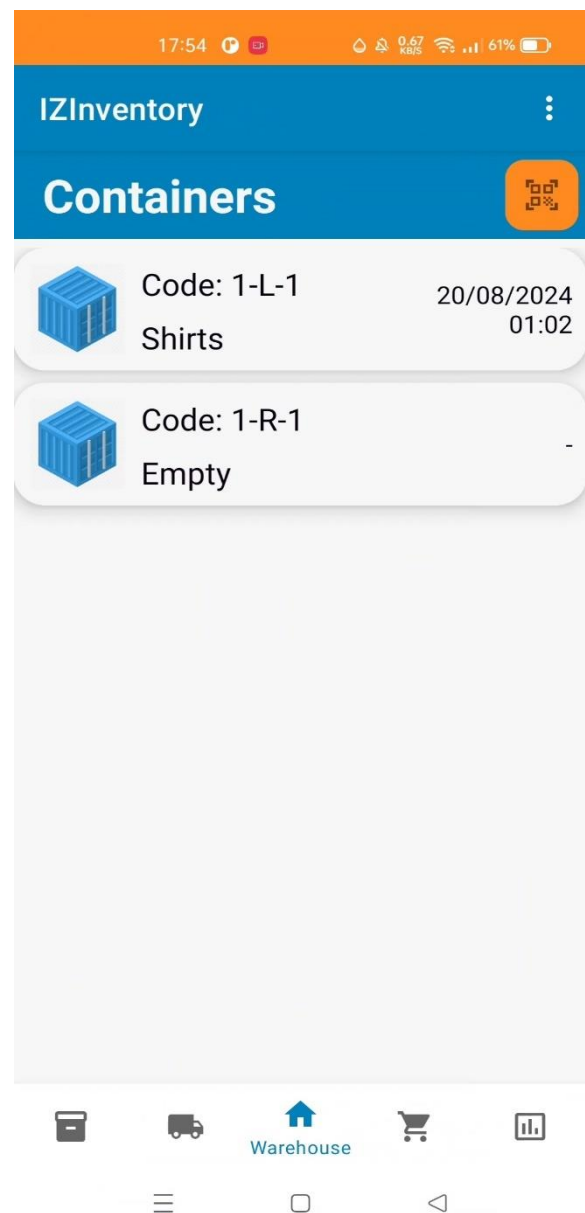 17:54 0.67 KB/S 61%
IZInventory
Containers
Code: 1-L-1
Shirts
20/08/2024
01:02
Code: 1-R-1
Empty
-
Warehouse